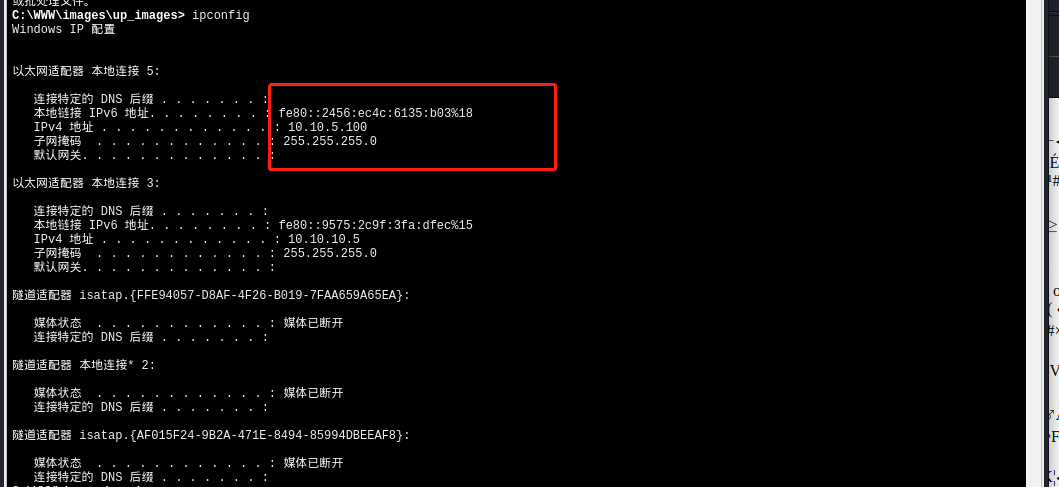 或批处理文件。
C:\WWW\images\up_images> ipconfig
Windows IP 配置
以太网适配器 本地连接 5:
连接特定的 DNS 后缀 . . . . . . . :
本地链接 IPv6 地址. . . . . . . . : fe80::2456:ec4c:6135:b03%18
IPv4 地址 . . . . . . . . . . . . : 10.10.5.100
子网掩码  . . . . . . . . . . . . : 255.255.255.0
默认网关. . . . . . . . . . . . . :
以太网适配器 本地连接 3:
连接特定的 DNS 后缀 . . . . . . . :
本地链接 IPv6 地址. . . . . . . . : fe80::9575:2c9f:3fa:dfec%15
IPv4 地址 . . . . . . . . . . . . : 10.10.10.5
子网掩码  . . . . . . . . . . . . : 255.255.255.0
默认网关. . . . . . . . . . . . . :
隧道适配器 isatap.{FFE94057-D8AF-4F26-B019-7FAA659A65EA}:
媒体状态  . . . . . . . . . . . . : 媒体已断开
连接特定的 DNS 后缀 . . . . . . . :
隧道适配器 本地连接* 2:
媒体状态  . . . . . . . . . . . . : 媒体已断开
连接特定的 DNS 后缀 . . . . . . . :
隧道适配器 isatap.{AF015F24-9B2A-471E-8494-85994DBEEAF8}:
媒体状态  . . . . . . . . . . . . : 媒体已断开
连接特定的 DNS 后缀 . . . . . . . :